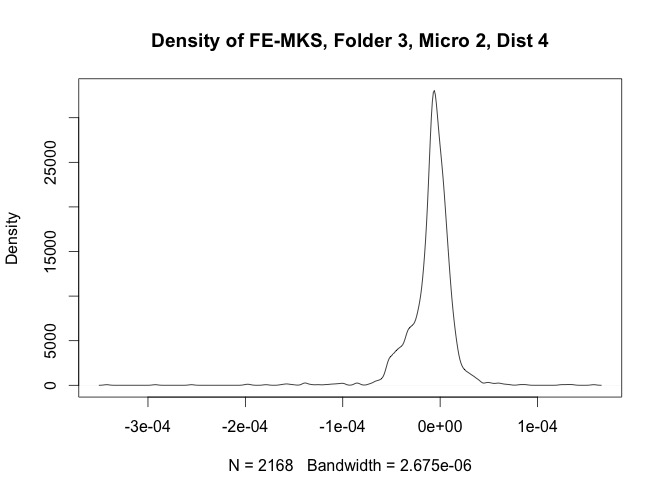 Density of FE-MKS, Folder 3, Micro 2, Dist 4
Density
25000
15000
5000
0
-3e-04 -2e-04 -1e-04 0e+00 1e-04
N = 2168 Bandwidth = 2.675e-06